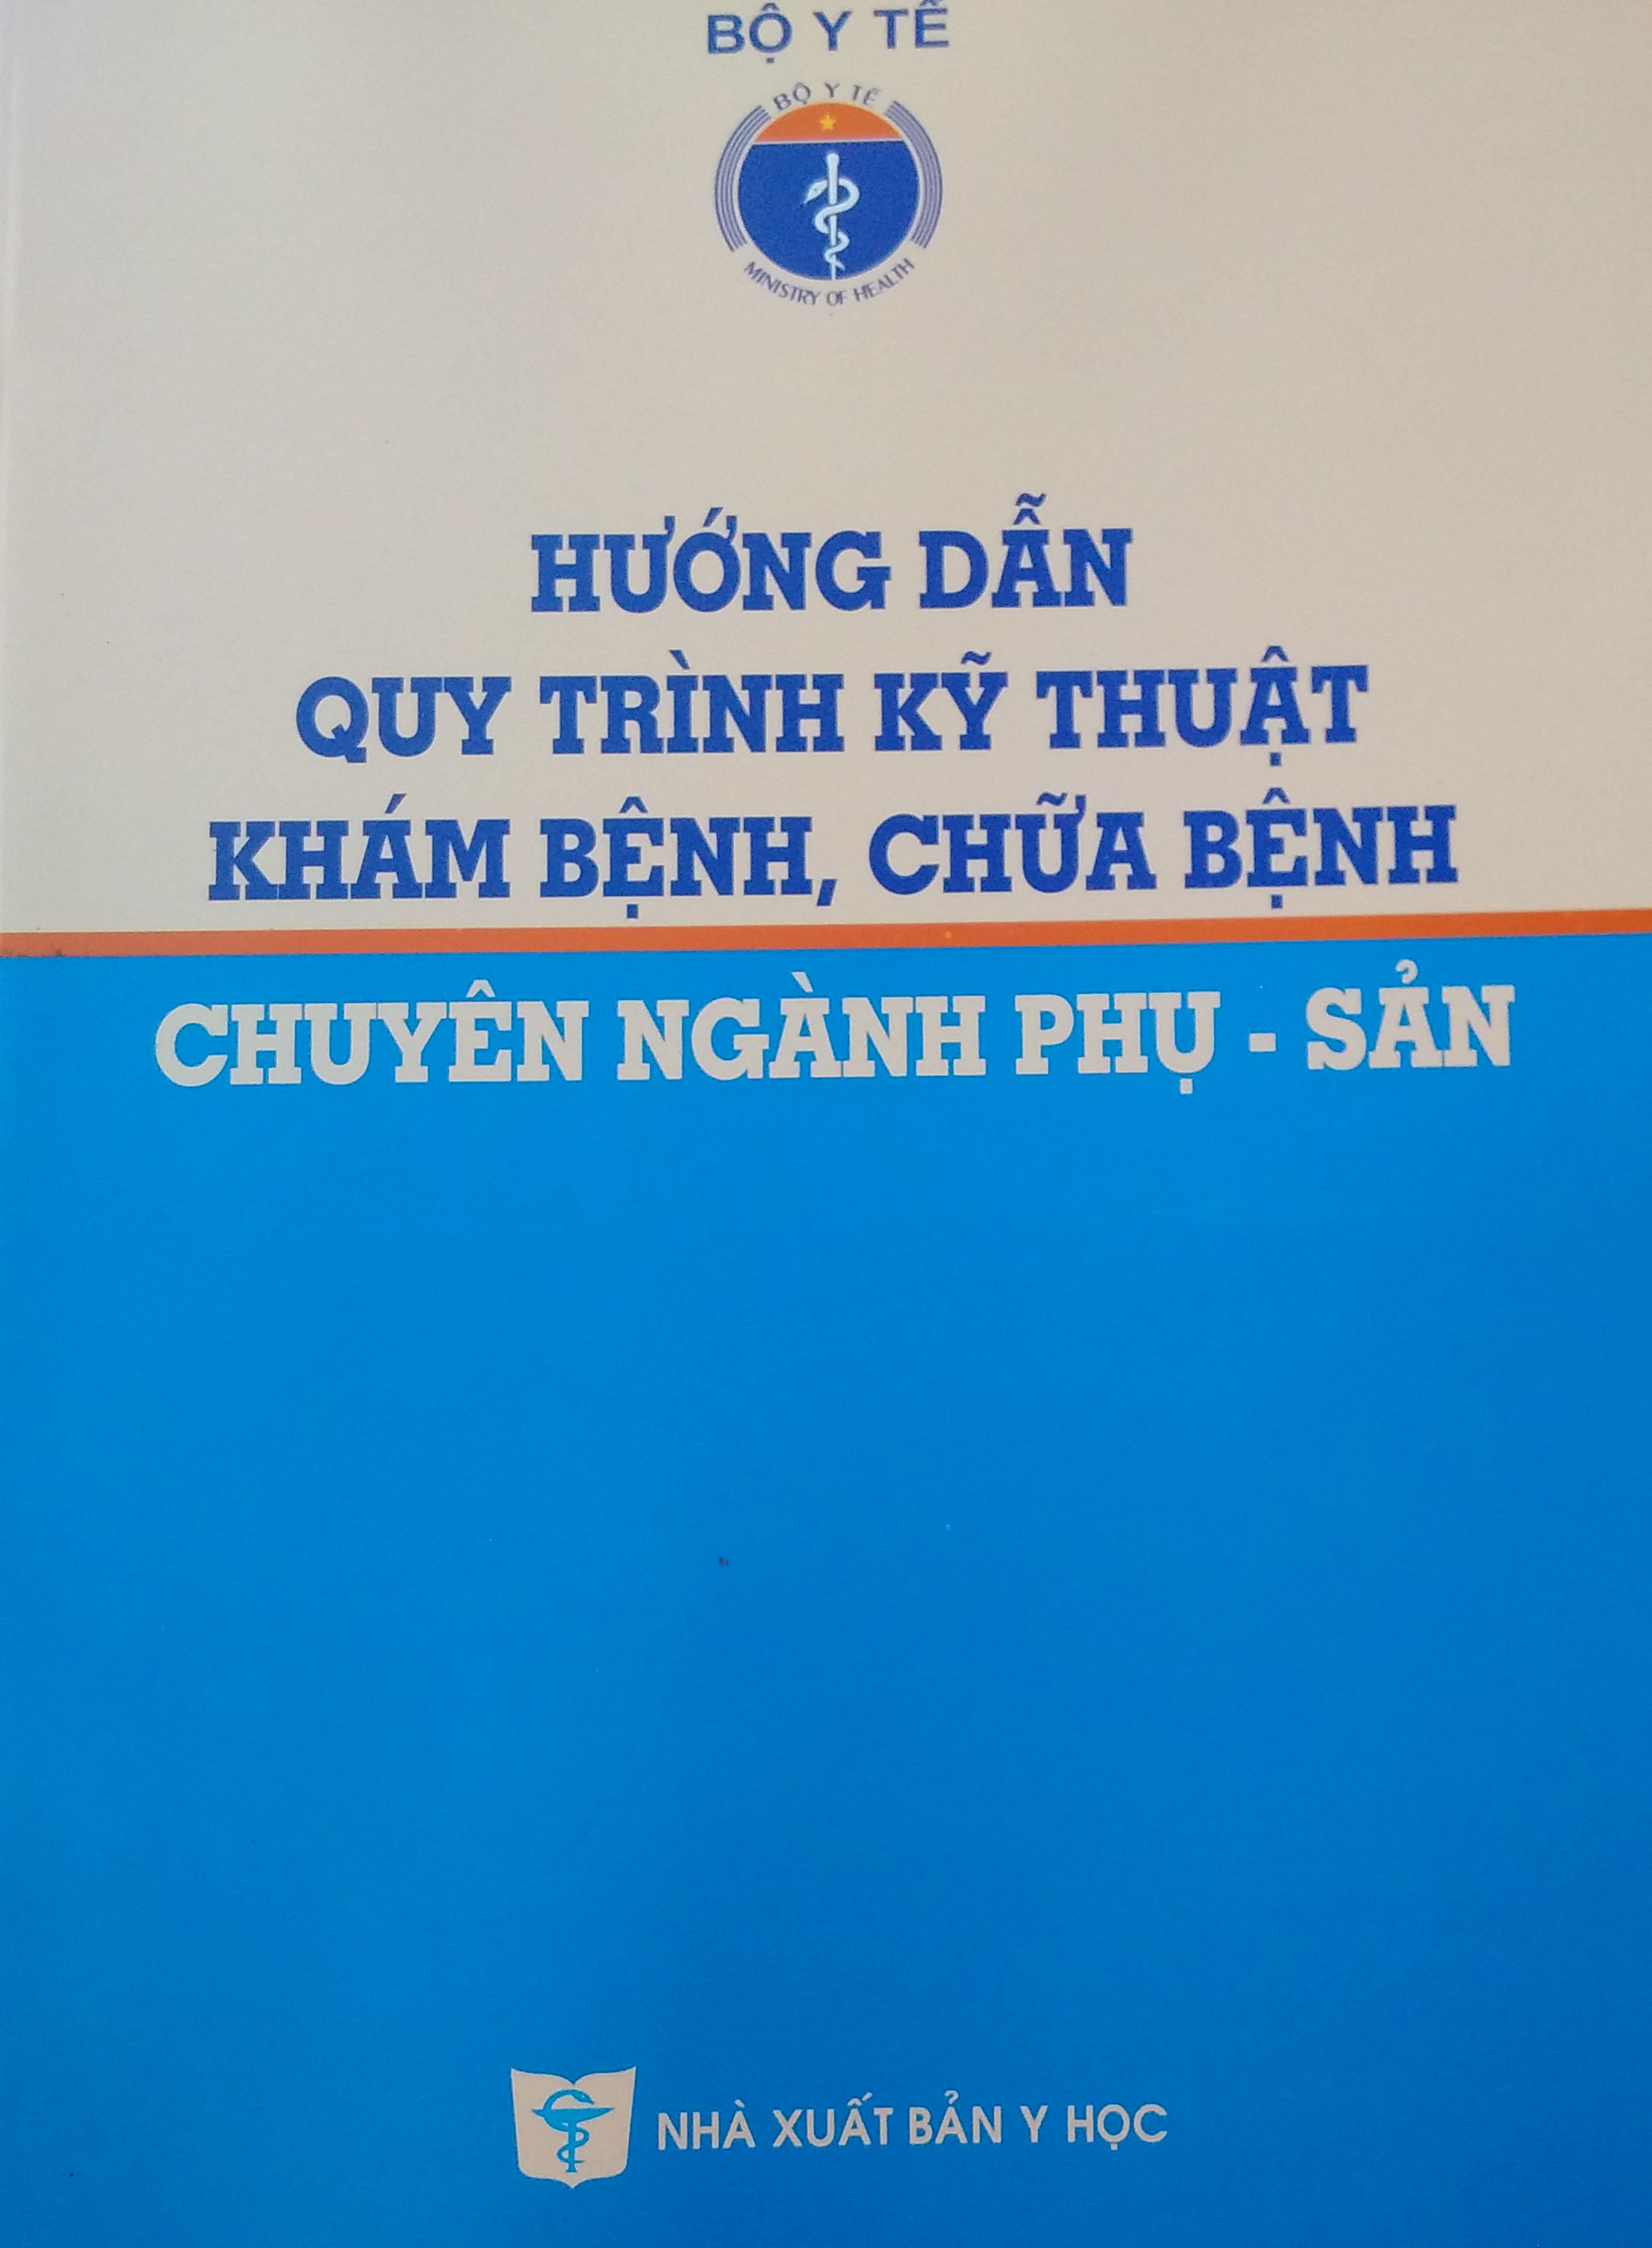 BỘ Y TẾ
BỘ Y TẾ
MINISTRY OF HEALTH
HƯỚNG DẪN
QUY TRÌNH KỸ THUẬT
KHÁM BỆNH, CHỮA BỆNH
CHUYÊN NGÀNH PHỤ - SẢN
NHÀ XUẤT BẢN Y HỌC